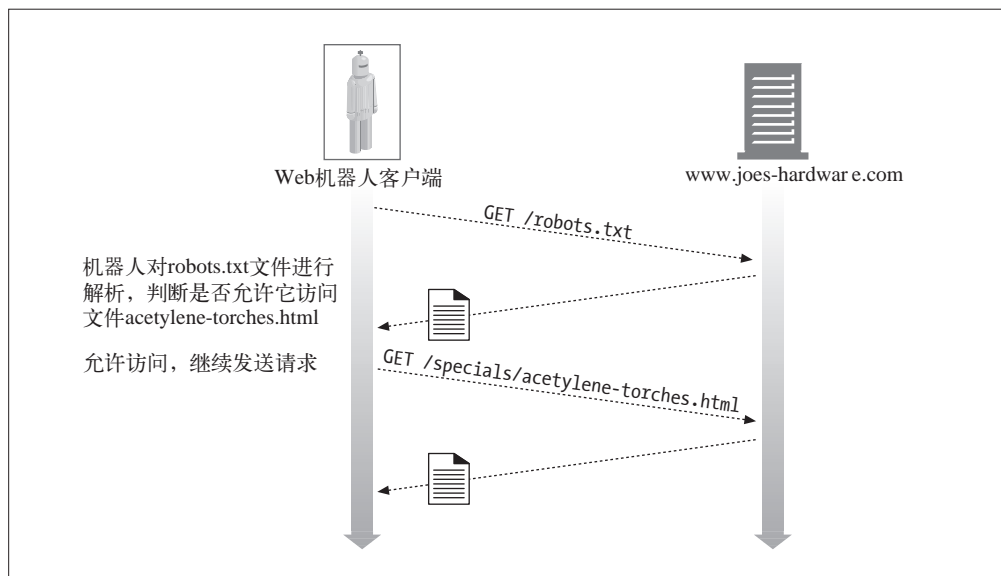 Web机器人客户端
www.joes-hardwar e.com
GET /robots.txt
机器人对robots.txt文件进行
解析，判断是否允许它访问
文件acetylene-torches.html
允许访问，继续发送请求
GET /specials/acetylene-torches.html